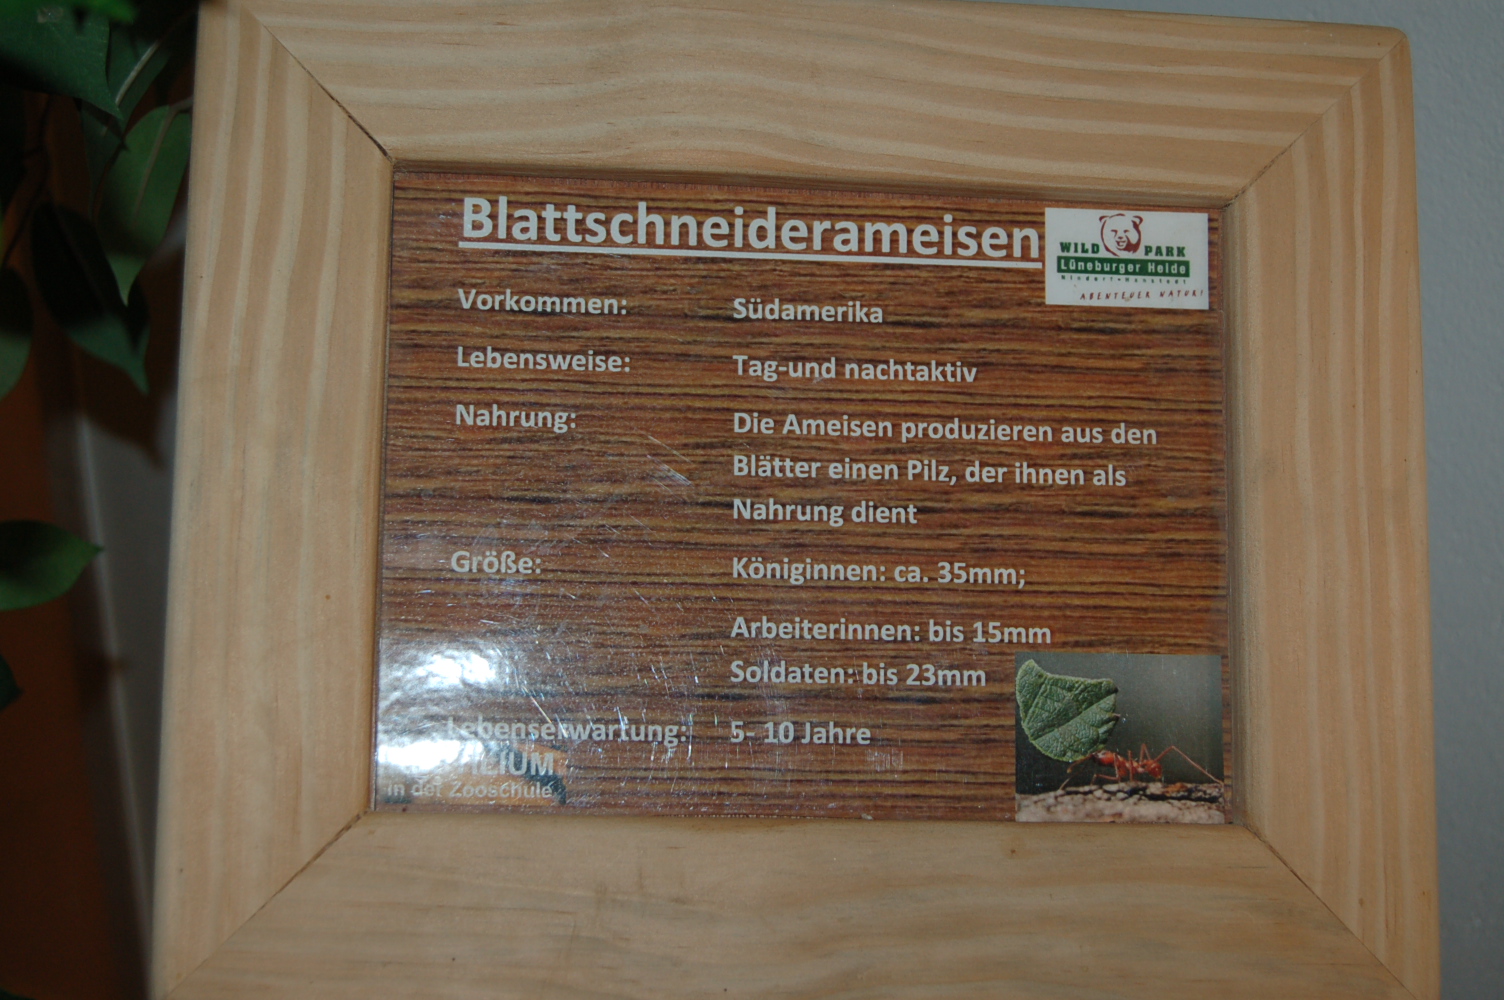 Blattschneiderameisen
WILD PARK
Lüneburger Heide
ABENTEUER NATUR!
Vorkommen: Südamerika
Lebensweise: Tag-und nachtaktiv
Nahrung: Die Ameisen produzieren aus den
Blätter einen Pilz, der ihnen als
Nahrung dient
Größe: Königinnen: ca. 35mm;
Arbeiterinnen: bis 15mm
Soldaten: bis 23mm
Lebenserwartung: 5- 10 Jahre
in der Zooschule